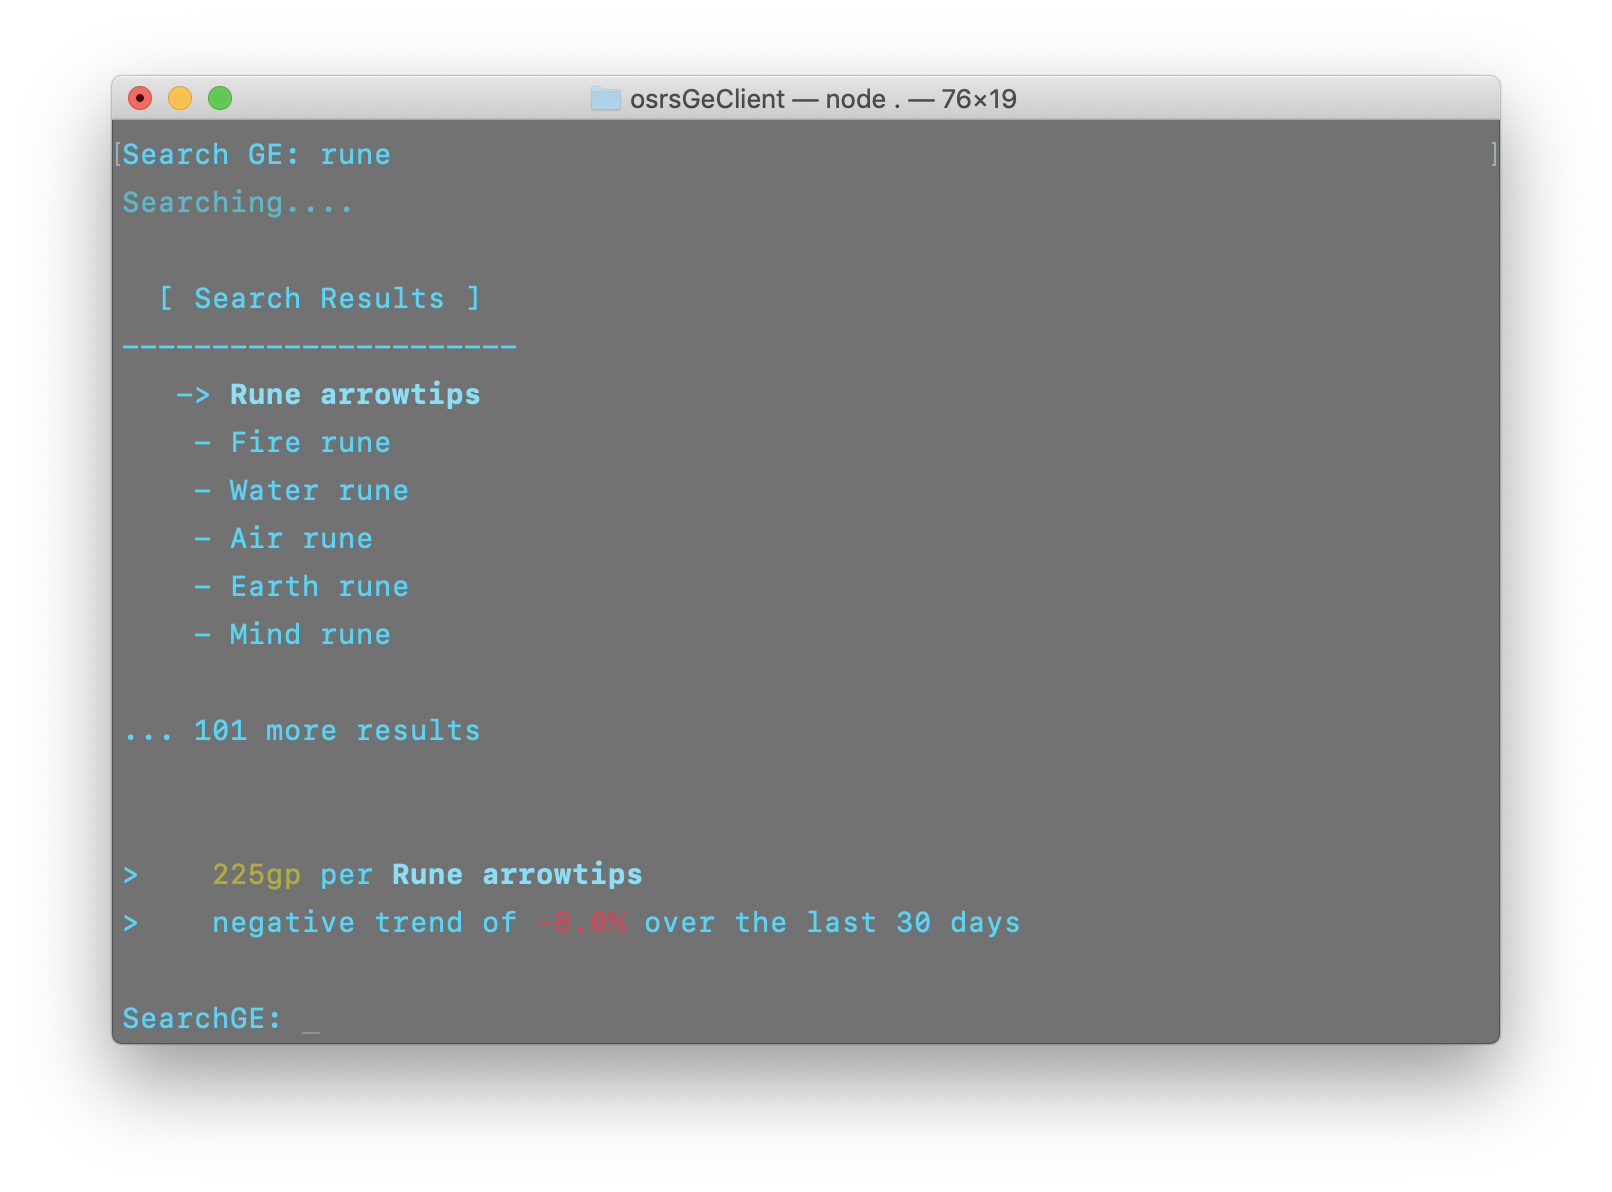 osrsGeClient — node . — 76×19
[Search GE: rune ]
Searching....
[ Search Results ]
----------------------
-> Rune arrowtips
- Fire rune
- Water rune
- Air rune
- Earth rune
- Mind rune
... 101 more results
> 225gp per Rune arrowtips
> negative trend of -8.0% over the last 30 days
SearchGE: _